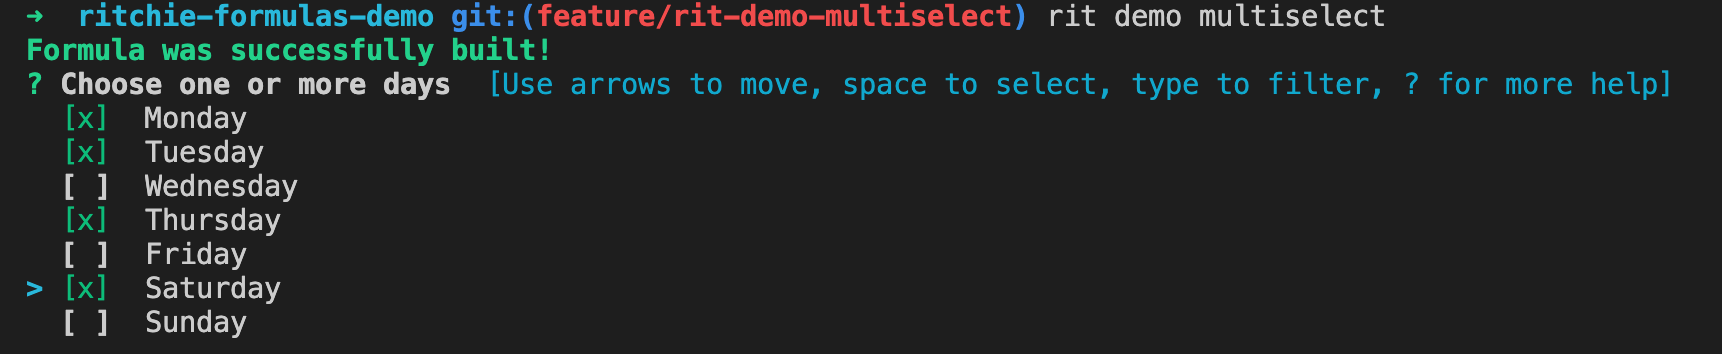 ➜  ritchie-formulas-demo git:(feature/rit-demo-multiselect) rit demo multiselect
Formula was successfully built!
? Choose one or more days  [Use arrows to move, space to select, type to filter, ? for more help]
  [x]  Monday
  [x]  Tuesday
  [ ]  Wednesday
  [x]  Thursday
  [ ]  Friday
> [x]  Saturday
  [ ]  Sunday